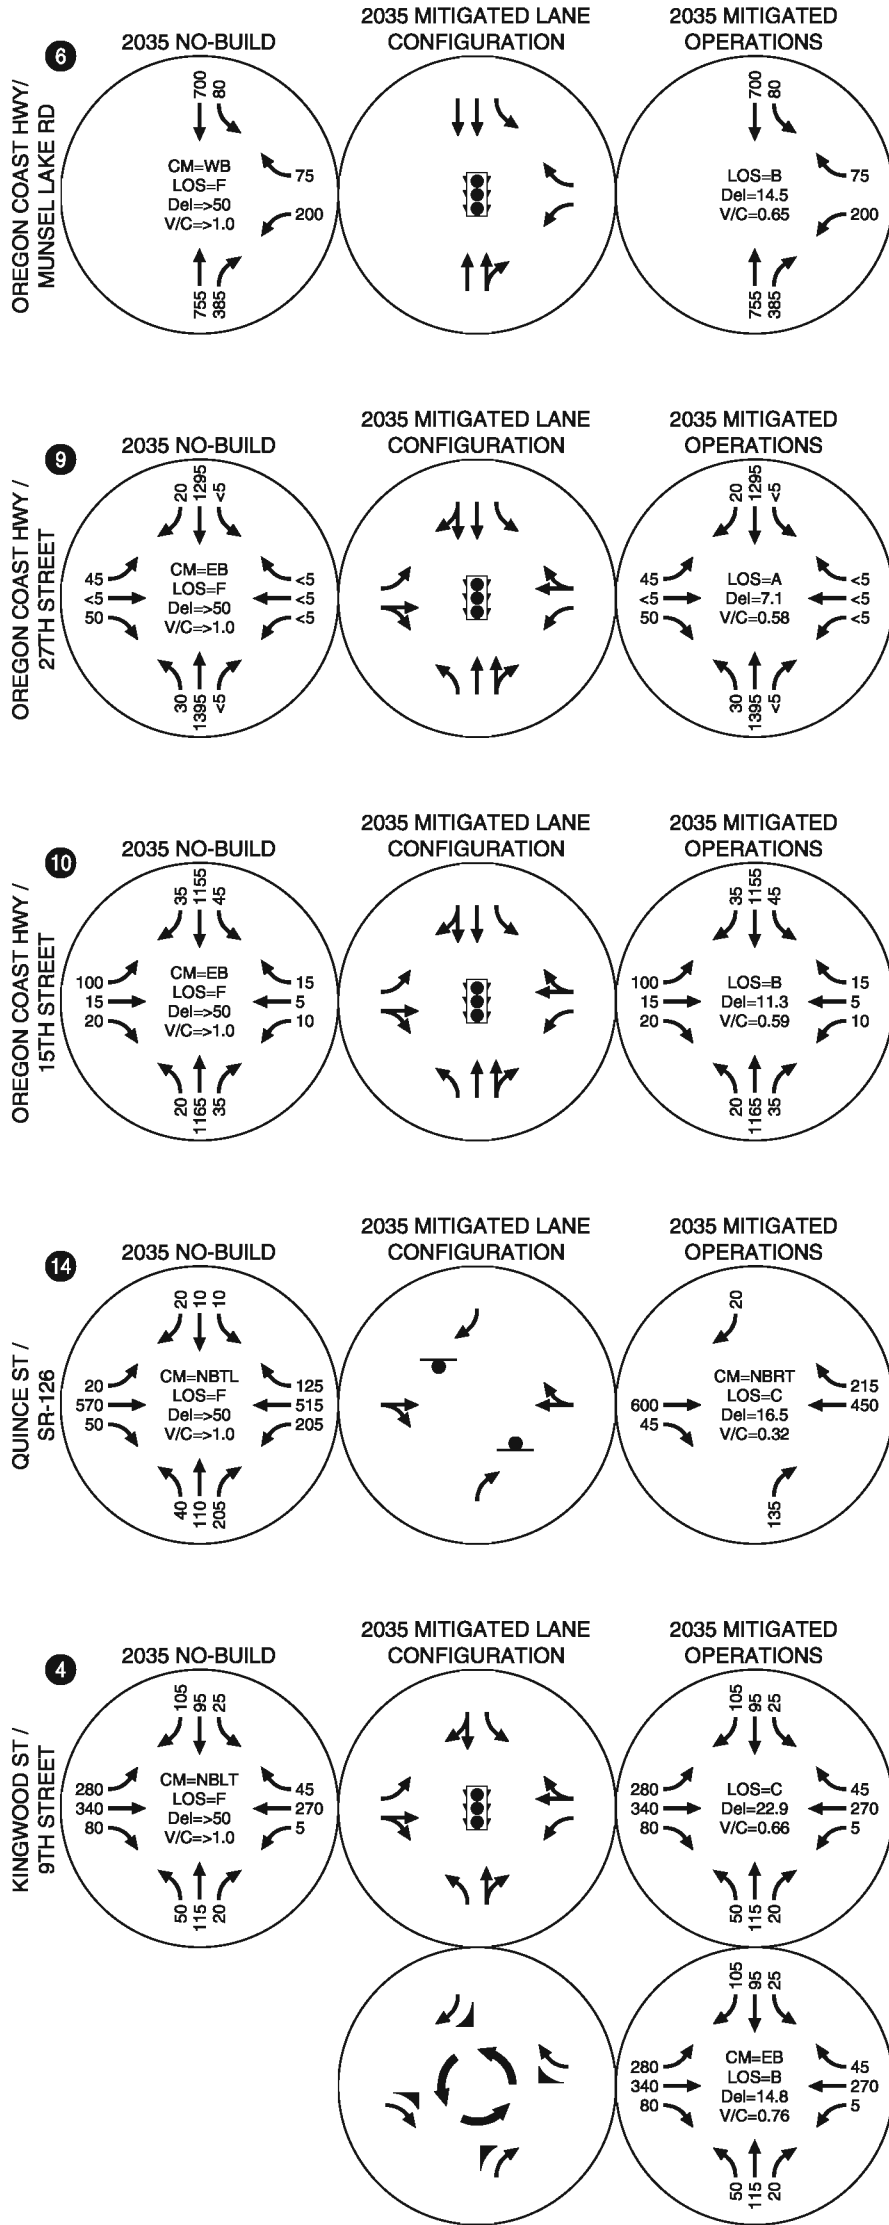 6
OREGON COAST HWY/
MUNSEL LAKE RD
2035 NO-BUILD
700
80
CM=WB
LOS=F
Del=>50
V/C=>1.0
75
200
755
385
2035 MITIGATED LANE
CONFIGURATION
2035 MITIGATED
OPERATIONS
700
80
LOS=B
Del=14.5
V/C=0.65
75
200
755
385
9
OREGON COAST HWY /
27TH STREET
2035 NO-BUILD
20
1295
<5
45
<5
50
CM=EB
LOS=F
Del=>50
V/C=>1.0
<5
<5
<5
30
1395
<5
2035 MITIGATED LANE
CONFIGURATION
2035 MITIGATED
OPERATIONS
20
1295
<5
45
<5
50
LOS=A
Del=7.1
V/C=0.58
<5
<5
<5
30
1395
<5
10
OREGON COAST HWY /
15TH STREET
2035 NO-BUILD
35
1155
45
100
15
20
CM=EB
LOS=F
Del=>50
V/C=>1.0
15
5
10
20
1165
35
2035 MITIGATED LANE
CONFIGURATION
2035 MITIGATED
OPERATIONS
35
1155
45
100
15
20
LOS=B
Del=11.3
V/C=0.59
15
5
10
20
1165
35
14
QUINCE ST /
SR-126
2035 NO-BUILD
20
10
10
20
570
50
CM=NBTL
LOS=F
Del=>50
V/C=>1.0
125
515
205
40
110
205
2035 MITIGATED LANE
CONFIGURATION
2035 MITIGATED
OPERATIONS
20
600
45
CM=NBRT
LOS=C
Del=16.5
V/C=0.32
215
450
135
4
KINGWOOD ST /
9TH STREET
2035 NO-BUILD
105
95
25
280
340
80
CM=NBLT
LOS=F
Del=>50
V/C=>1.0
45
270
5
50
115
20
2035 MITIGATED LANE
CONFIGURATION
2035 MITIGATED
OPERATIONS
105
95
25
280
340
80
LOS=C
Del=22.9
V/C=0.66
45
270
5
50
115
20
105
95
25
280
340
80
CM=EB
LOS=B
Del=14.8
V/C=0.76
45
270
5
50
115
20